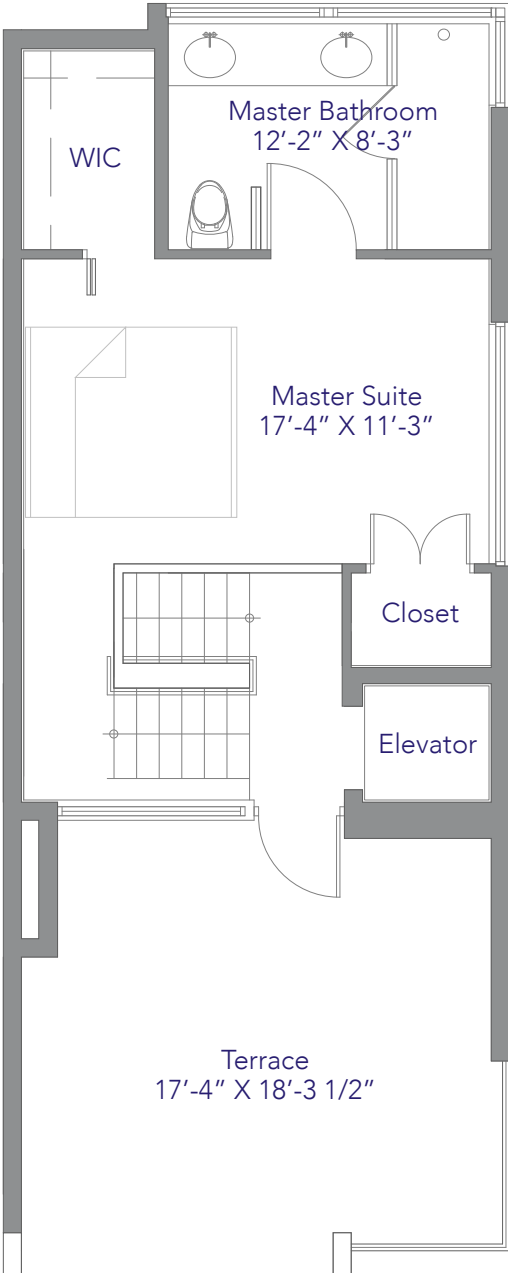 Master Bathroom
12’-2” X 8’-3”
WIC
Master Suite
17’-4” X 11’-3”
Closet
Elevator
Terrace
17’-4” X 18’-3 1/2”